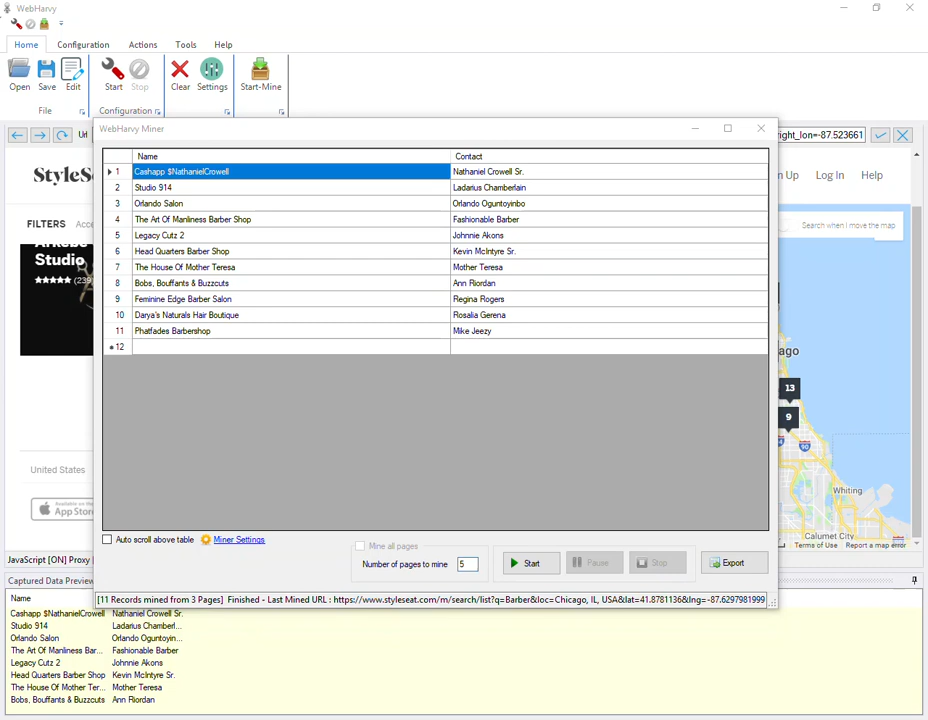 WebHarvy
Home Configuration Actions Tools Help
Open Save Edit Start Stop Clear Settings Start-Mine
File Configuration
Url
right_lon=-87.523661
WebHarvy Miner
StyleS
n Up Log In Help
FILTERS Acce
Search when I move the map
Studio
(239
Name Contact
1 Cashapp $NathanielCrowell Nathaniel Crowell Sr.
2 Studio 914 Ladarius Chamberlain
3 Orlando Salon Orlando Oguntoyinbo
4 The Art Of Manliness Barber Shop Fashionable Barber
5 Legacy Cutz 2 Johnnie Akons
6 Head Quarters Barber Shop Kevin McIntyre Sr.
7 The House Of Mother Teresa Mother Teresa
8 Bobs, Bouffants & Buzzcuts Ann Riordan
9 Feminine Edge Barber Salon Regina Rogers
10 Darya's Naturals Hair Boutique Rosalia Gerena
11 Phatfades Barbershop Mike Jeezy
12
ago
13
9
Whiting
Calumet City
Terms of Use Report a map error
United States
App Store
Auto scroll above table Miner Settings
Mine all pages
Number of pages to mine 5
Start Pause Stop Export
JavaScript [ON] Proxy
[11 Records mined from 3 Pages] Finished - Last Mined URL : https://www.styleseat.com/m/search/list?q=Barber&loc=Chicago, IL, USA&lat=41.8781136&lng=-87.6297981999
Captured Data Preview
Name
Cashapp $NathanielCrowell Nathaniel Crowell Sr.
Studio 914 Ladarius Chamberl...
Orlando Salon Orlando Oguntoyin...
The Art Of Manliness Bar... Fashionable Barber
Legacy Cutz 2 Johnnie Akons
Head Quarters Barber Shop Kevin McIntyre Sr.
The House Of Mother Ter... Mother Teresa
Bobs, Bouffants & Buzzcuts Ann Riordan